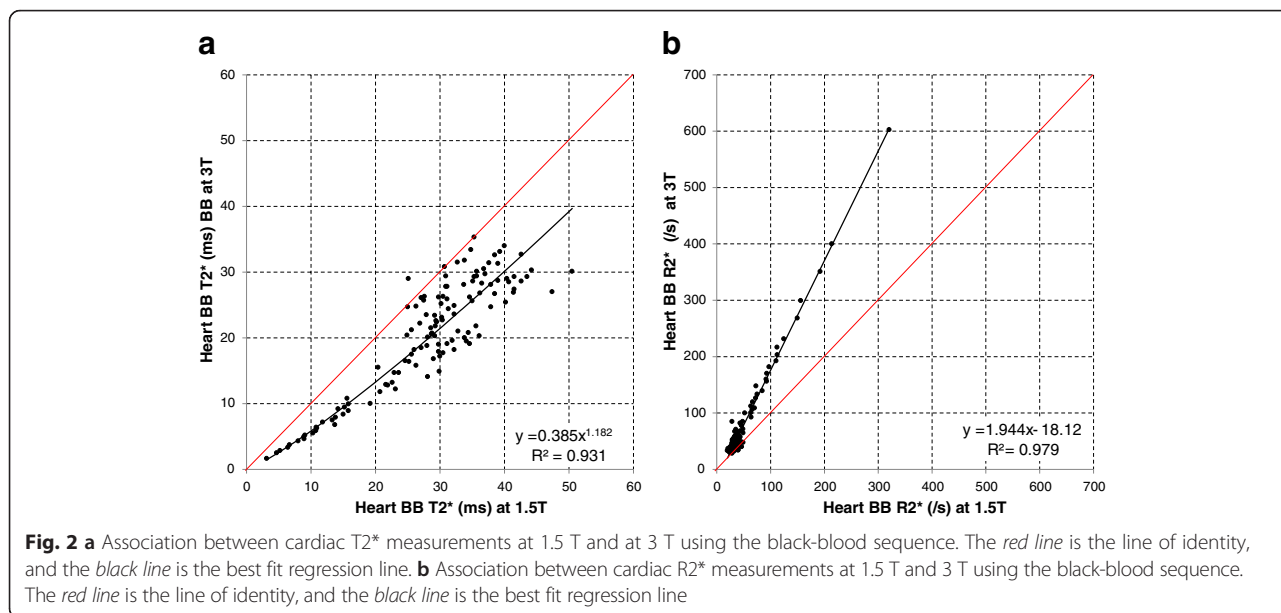 a
60
50
40
30
20
10
0
0 10 20 30 40 50 60
Heart BB T2* (ms) BB at 3T
Heart BB T2* (ms) at 1.5T
y =0.385x^1.182
R² = 0.931
b
700
600
500
400
300
200
100
0
0 100 200 300 400 500 600 700
Heart BB R2* (/s) at 3T
Heart BB R2* (/s) at 1.5T
y =1.944x- 18.12
R²= 0.979
Fig. 2 a Association between cardiac T2* measurements at 1.5 T and at 3 T using the black-blood sequence. The red line is the line of identity,
and the black line is the best fit regression line. b Association between cardiac R2* measurements at 1.5 T and 3 T using the black-blood sequence.
The red line is the line of identity, and the black line is the best fit regression line